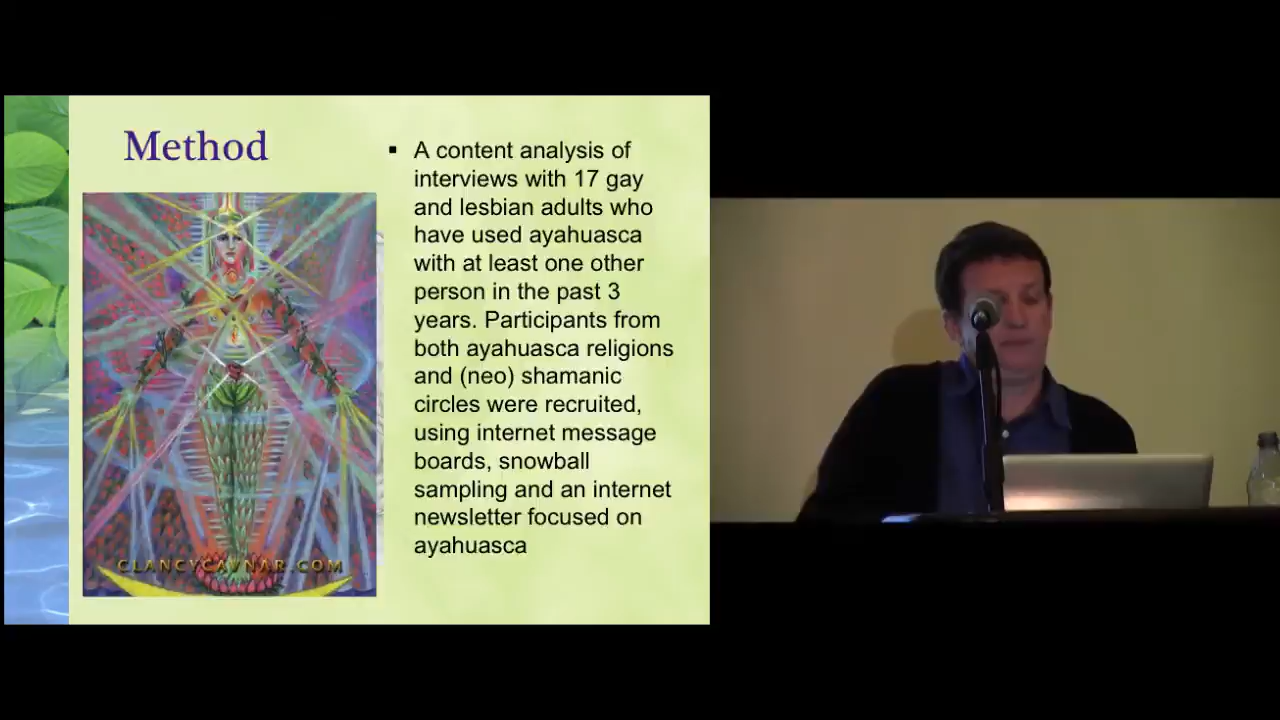 Method
▪ A content analysis of
interviews with 17 gay
and lesbian adults who
have used ayahuasca
with at least one other
person in the past 3
years. Participants from
both ayahuasca religions
and (neo) shamanic
circles were recruited,
using internet message
boards, snowball
sampling and an internet
newsletter focused on
ayahuasca
CLANCYCAVNAR.COM